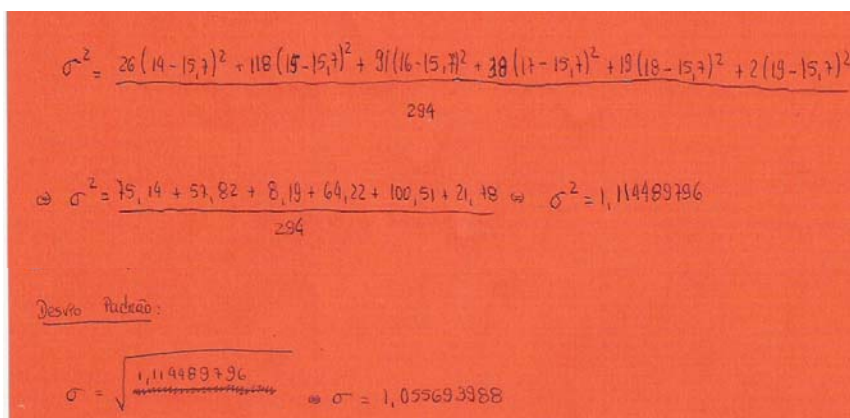 σ² = 26(14-15,7)² + 118(15-15,7)² + 91(16-15,7)² + 38(17-15,7)² + 19(18-15,7)² + 2(19-15,7)²
294
⇔ σ² = 75,14 + 57,82 + 8,19 + 64,22 + 100,51 + 21,78 ⇔ σ² = 1,114489796
294
Desvio Padrão:
σ = √1,114489796 ⇔ σ = 1,055693988